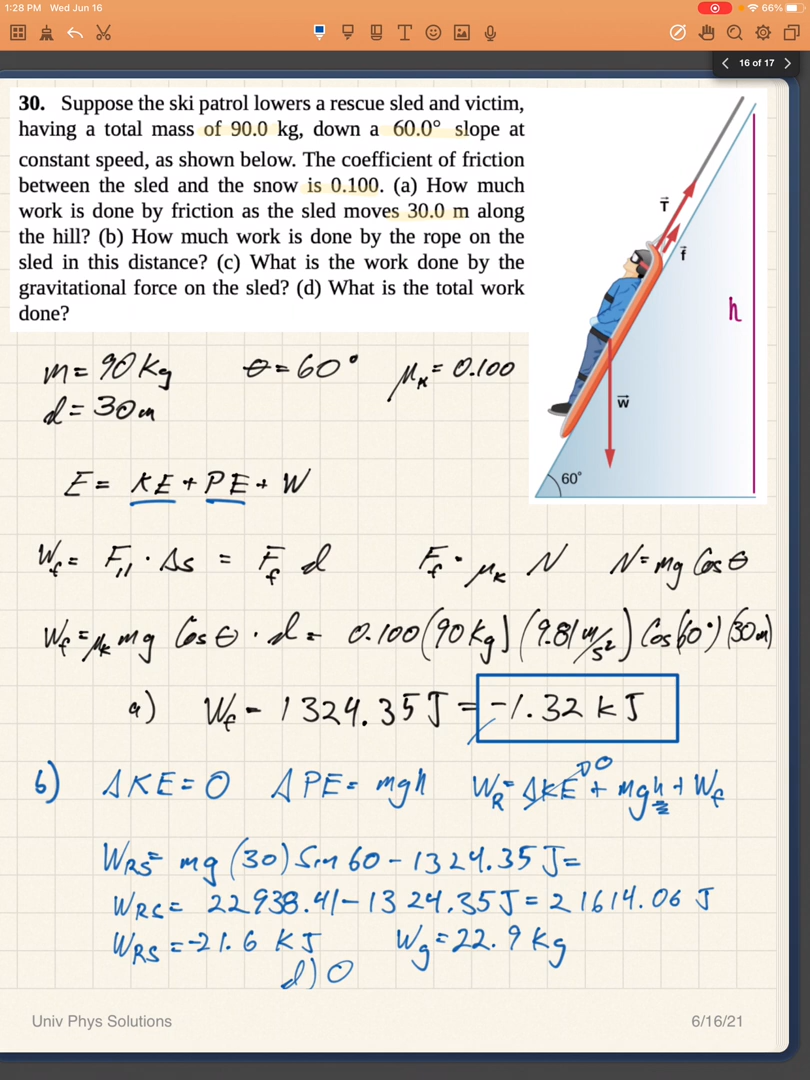 1:28 PM Wed Jun 16
66%
16 of 17
30. Suppose the ski patrol lowers a rescue sled and victim,
having a total mass of 90.0 kg, down a 60.0° slope at
constant speed, as shown below. The coefficient of friction
between the sled and the snow is 0.100. (a) How much
work is done by friction as the sled moves 30.0 m along
the hill? (b) How much work is done by the rope on the
sled in this distance? (c) What is the work done by the
gravitational force on the sled? (d) What is the total work
done?
T
f
h
w
60°
m = 90 kg θ = 60° μk = 0.100
d = 30 m
E = KE + PE + W
Wf = F|| · Δs = Ff d Ff = μk N N = mg Cos θ
Wf = μk mg Cos θ · d = 0.100 (90 kg) (9.81 m/s²) Cos(60°) (30m)
a) Wf = 1324.35 J = -1.32 kJ
b) ΔKE = 0 ΔPE = mgh WR = ΔKE + mgh + Wf
0
WRS = mg (30) Sin 60 - 1324.35 J =
WRS = 22938.41 - 1324.35 J = 21614.06 J
WRS = -21.6 kJ Wg = 22.9 kg
d) 0
Univ Phys Solutions
6/16/21